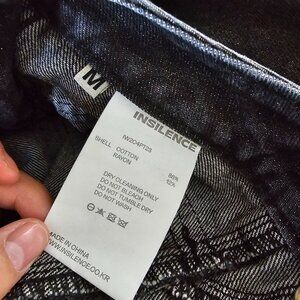 M
INSILENCE
IW2O4PT23
SHELL COTTON 88%
RAYON 12%
DRY CLEANING ONLY
DO NOT BLEACH
DO NOT TUMBLE DRY
DO NOT WASH
MADE IN CHINA
WWW.INSILENCE.CO.KR